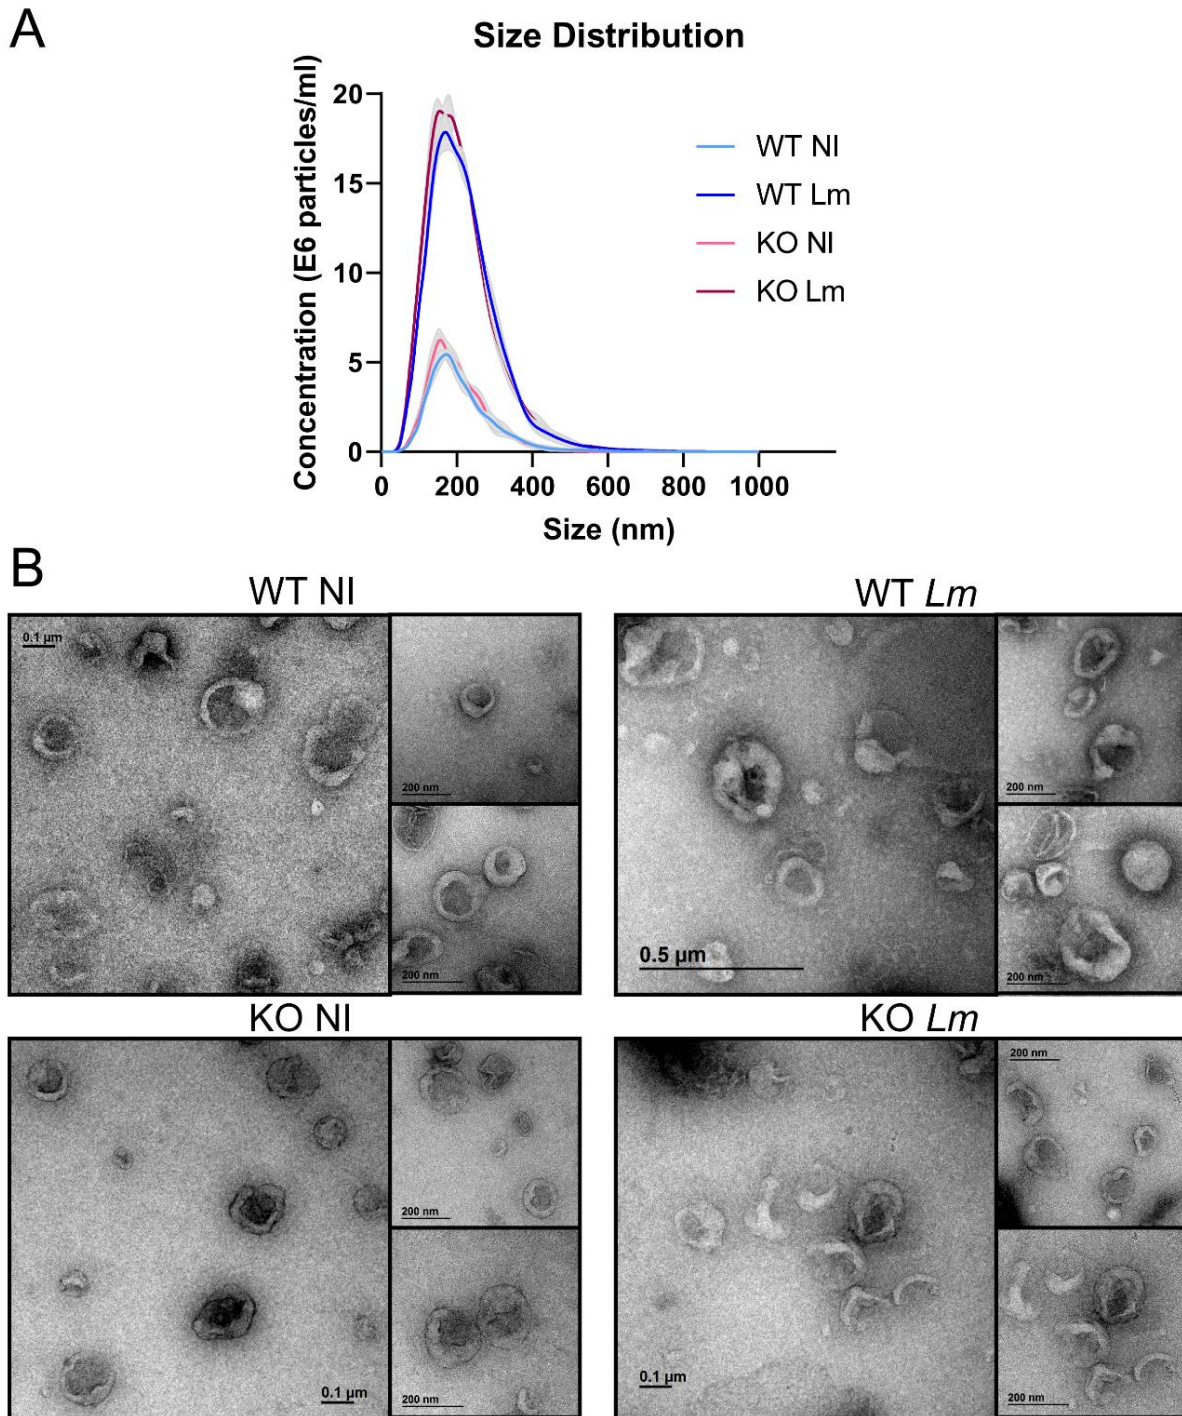 A
Size Distribution
Concentration (E6 particles/ml)
20
15
10
5
0
0 200 400 600 800 1000
Size (nm)
WT NI
WT Lm
KO NI
KO Lm
B
WT NI
WT Lm
0.1 µm
200 nm
200 nm
0.5 µm
200 nm
200 nm
KO NI
KO Lm
0.1 µm
200 nm
200 nm
0.1 µm
200 nm
200 nm